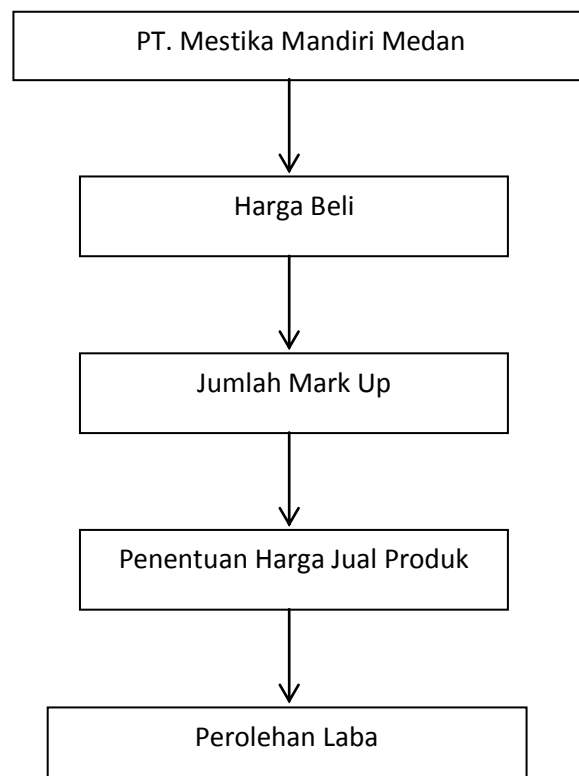 PT. Mestika Mandiri Medan
Harga Beli
Jumlah Mark Up
Penentuan Harga Jual Produk
Perolehan Laba